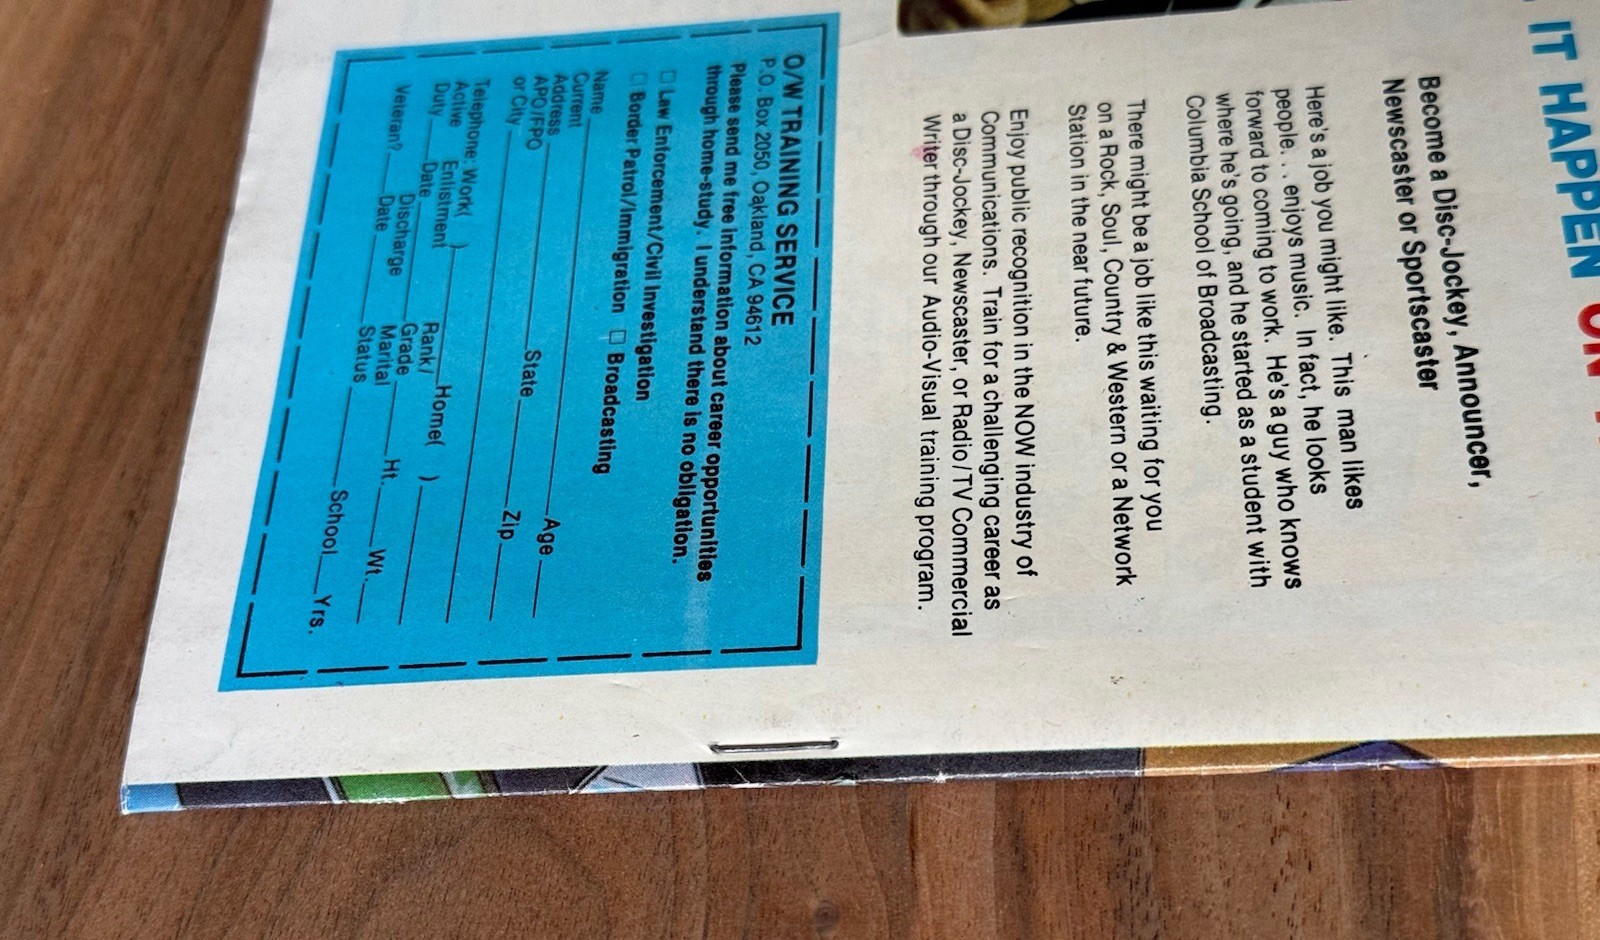 IT HAPPEN
Become a Disc-Jockey, Announcer,
Newscaster or Sportscaster
Here's a job you might like. This man likes
people. . . enjoys music. In fact, he looks
forward to coming to work. He's a guy who knows
where he's going, and he started as a student with
Columbia School of Broadcasting.
There might be a job like this waiting for you
on a Rock, Soul, Country & Western or a Network
Station in the near future.
Enjoy public recognition in the NOW industry of
Communications. Train for a challenging career as
a Disc-Jockey, Newscaster, or Radio/TV Commercial
Writer through our Audio-Visual training program.
O/W TRAINING SERVICE
P.O. Box 2050, Oakland, CA 94612
Please send me free information about career opportunities
through home-study. I understand there is no obligation.
□ Law Enforcement/Civil Investigation
□ Border Patrol/Immigration □ Broadcasting
Name
Current
Address Age
APO/FPO
or City State Zip
Telephone: Work( ) Home( )
Active Enlistment Rank/
Duty Date Grade Ht. Wt.
Discharge Marital
Veteran? Date Status School Yrs.